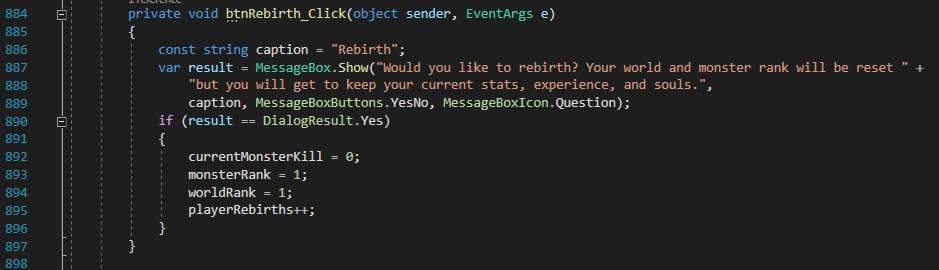 1 reference
884 private void btnRebirth_Click(object sender, EventArgs e)
885 {
886 const string caption = "Rebirth";
887 var result = MessageBox.Show("Would you like to rebirth? Your world and monster rank will be reset " +
888 "but you will get to keep your current stats, experience, and souls.",
889 caption, MessageBoxButtons.YesNo, MessageBoxIcon.Question);
890 if (result == DialogResult.Yes)
891 {
892 currentMonsterKill = 0;
893 monsterRank = 1;
894 worldRank = 1;
895 playerRebirths++;
896 }
897 }
898